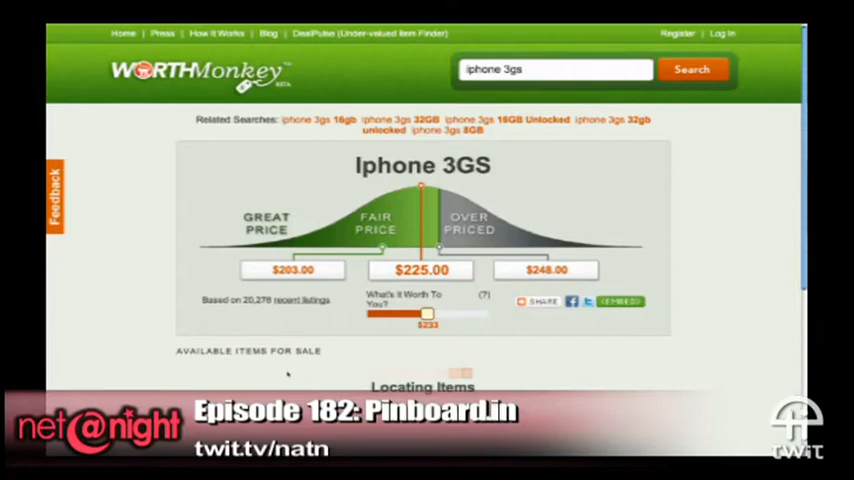 Home Press How It Works Blog DealPulse (Under-valued Item Finder) Register Log In
WORTHMonkey™ BETA
iphone 3gs Search
Related Searches: iphone 3gs 16gb iphone 3gs 32GB iphone 3gs 16GB Unlocked iphone 3gs 32gb
unlocked iphone 3gs 8GB
Feedback
Iphone 3GS
GREAT PRICE
FAIR PRICE
OVER PRICED
$203.00 $225.00 $248.00
Based on 20,276 recent listings
What's It Worth To You? (?)
$233
SHARE <EMBED>
AVAILABLE ITEMS FOR SALE
Locating Items
net@night
Episode 182: Pinboard.in
twit.tv/natn
twit